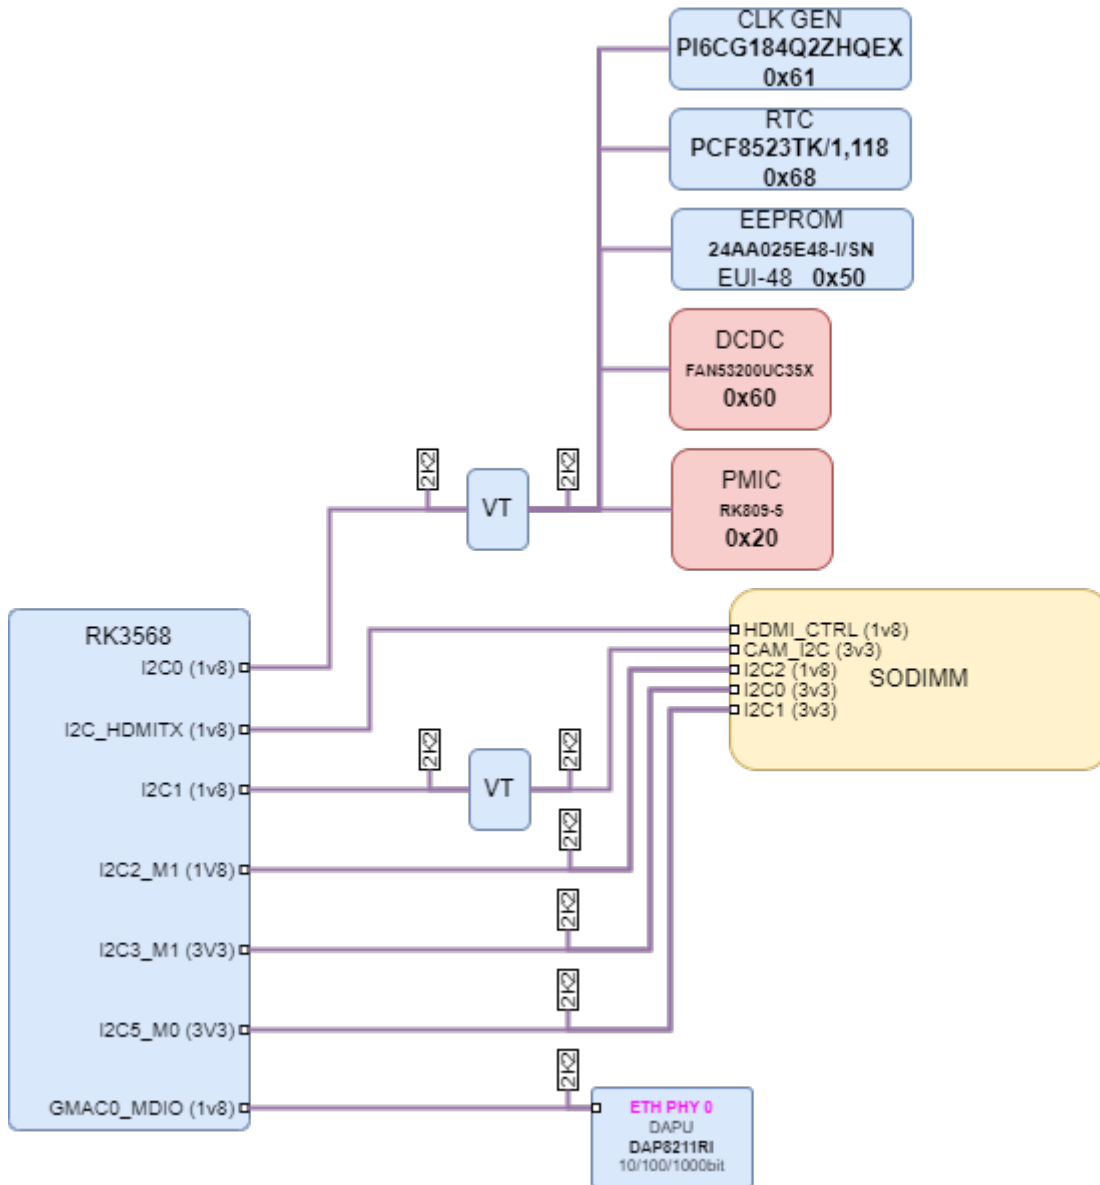 CLK GEN
PI6CG184Q2ZHQEX
0x61
RTC
PCF8523TK/1,118
0x68
EEPROM
24AA025E48-I/SN
EUI-48 0x50
DCDC
FAN53200UC35X
0x60
2K2
VT
2K2
PMIC
RK809-5
0x20
RK3568
I2C0 (1v8)
I2C_HDMITX (1v8)
I2C1 (1v8)
I2C2_M1 (1V8)
I2C3_M1 (3V3)
I2C5_M0 (3V3)
GMAC0_MDIO (1v8)
HDMI_CTRL (1v8)
CAM_I2C (3v3)
I2C2 (1v8)
I2C0 (3v3)
I2C1 (3v3)
SODIMM
2K2
VT
2K2
2K2
2K2
2K2
2K2
ETH PHY 0
DAPU
DAP8211RI
10/100/1000bit